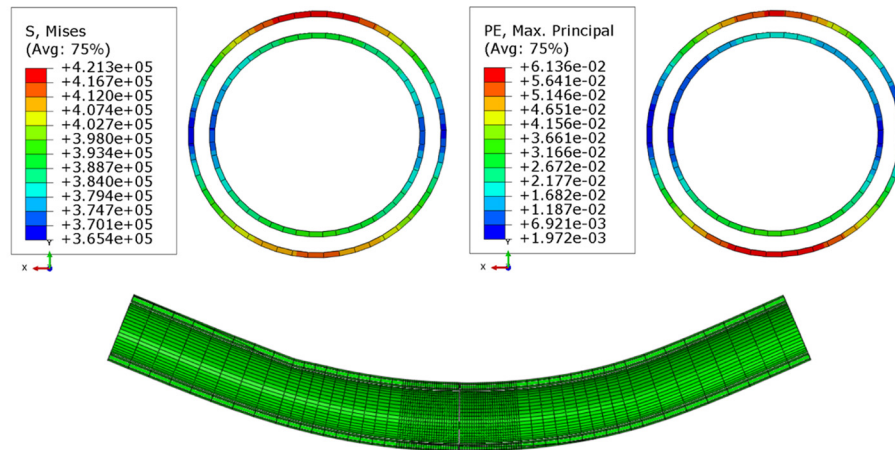 S, Mises
(Avg: 75%)
+4.213e+05
+4.167e+05
+4.120e+05
+4.074e+05
+4.027e+05
+3.980e+05
+3.934e+05
+3.887e+05
+3.840e+05
+3.794e+05
+3.747e+05
+3.701e+05
+3.654e+05
Y
X
PE, Max. Principal
(Avg: 75%)
+6.136e-02
+5.641e-02
+5.146e-02
+4.651e-02
+4.156e-02
+3.661e-02
+3.166e-02
+2.672e-02
+2.177e-02
+1.682e-02
+1.187e-02
+6.921e-03
+1.972e-03
Y
X